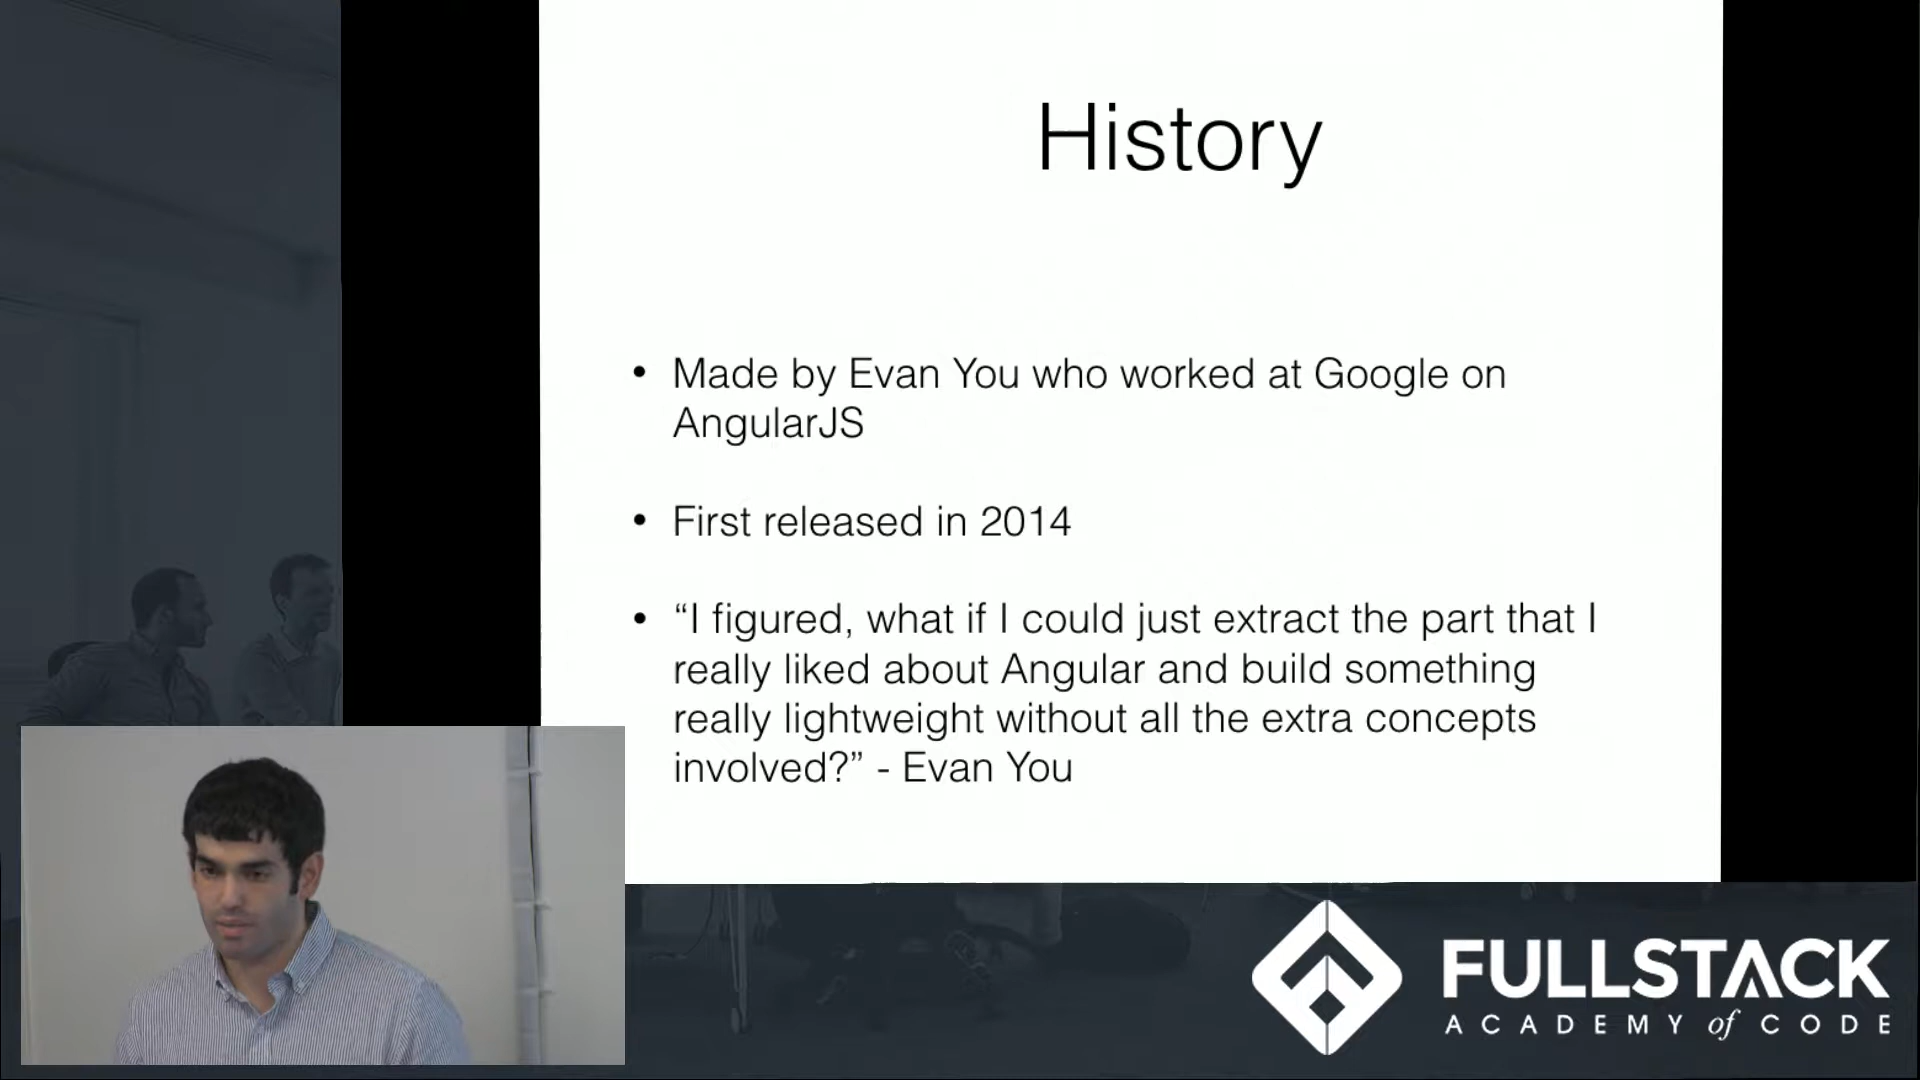 History
• Made by Evan You who worked at Google on
AngularJS
• First released in 2014
• “I figured, what if I could just extract the part that I
really liked about Angular and build something
really lightweight without all the extra concepts
involved?” - Evan You
FULLSTACK
ACADEMY of CODE